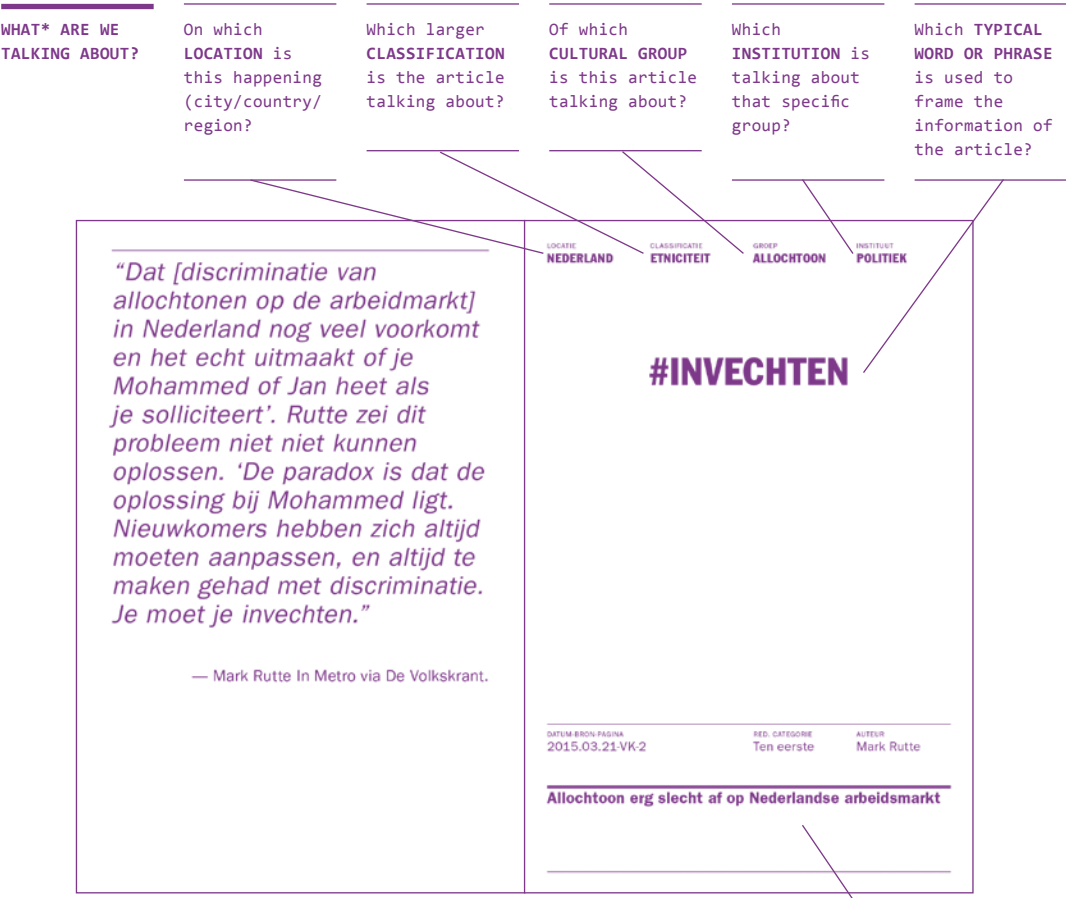 WHAT* ARE WE
TALKING ABOUT?
On which
LOCATION is
this happening
(city/country/
region?
Which larger
CLASSIFICATION
is the article
talking about?
Of which
CULTURAL GROUP
is this article
talking about?
Which
INSTITUTION is
talking about
that specific
group?
Which TYPICAL
WORD OR PHRASE
is used to
frame the
information of
the article?
“Dat [discriminatie van
allochtonen op de arbeidmarkt]
in Nederland nog veel voorkomt
en het echt uitmaakt of je
Mohammed of Jan heet als
je solliciteert’. Rutte zei dit
probleem niet niet kunnen
oplossen. ‘De paradox is dat de
oplossing bij Mohammed ligt.
Nieuwkomers hebben zich altijd
moeten aanpassen, en altijd te
maken gehad met discriminatie.
Je moet je invechten.”
— Mark Rutte In Metro via De Volkskrant.
LOCATIE
NEDERLAND
CLASSIFICATIE
ETNICITEIT
GROEP
ALLOCHTOON
INSTITUUT
POLITIEK
#INVECHTEN
DATUM-BRON-PAGINA
2015.03.21-VK-2
RED. CATEGORIE
Ten eerste
AUTEUR
Mark Rutte
Allochtoon erg slecht af op Nederlandse arbeidsmarkt